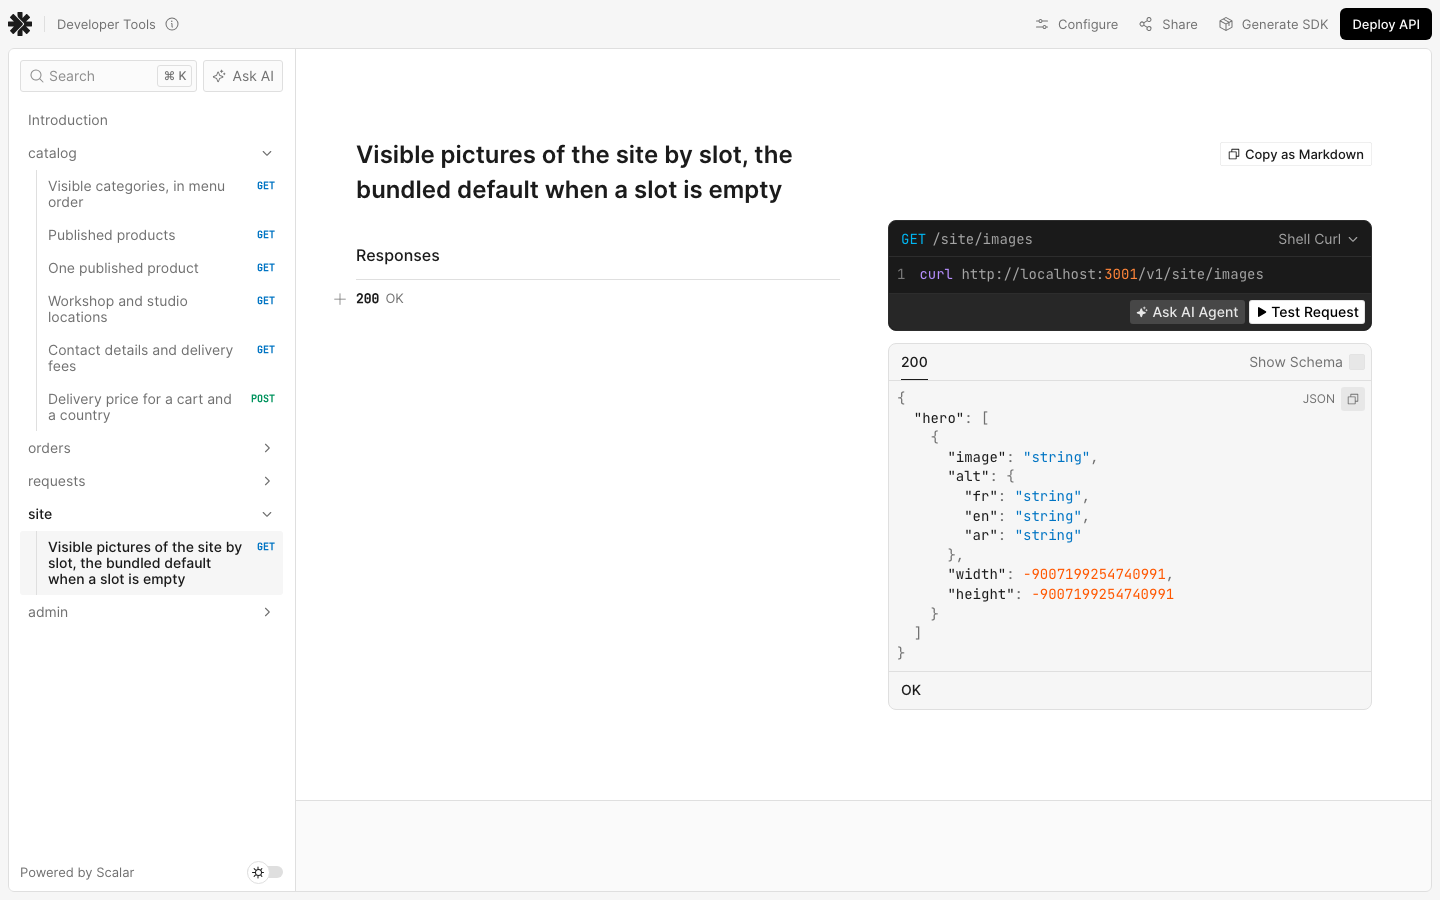 Developer Tools
Configure
Share
Generate SDK
Deploy API
Search
⌘ K
Ask AI
Introduction
catalog
Visible categories, in menu
order
GET
Published products
GET
One published product
GET
Workshop and studio
locations
GET
Contact details and delivery
fees
GET
Delivery price for a cart and
a country
POST
orders
requests
site
Visible pictures of the site by
slot, the bundled default
when a slot is empty
GET
admin
Powered by Scalar
Visible pictures of the site by slot, the
bundled default when a slot is empty
Responses
200 OK
Copy as Markdown
GET /site/images
Shell Curl
1 curl http://localhost:3001/v1/site/images
Ask AI Agent
Test Request
200
Show Schema
JSON
{
"hero": [
{
"image": "string",
"alt": {
"fr": "string",
"en": "string",
"ar": "string"
},
"width": -9007199254740991,
"height": -9007199254740991
}
]
}
OK